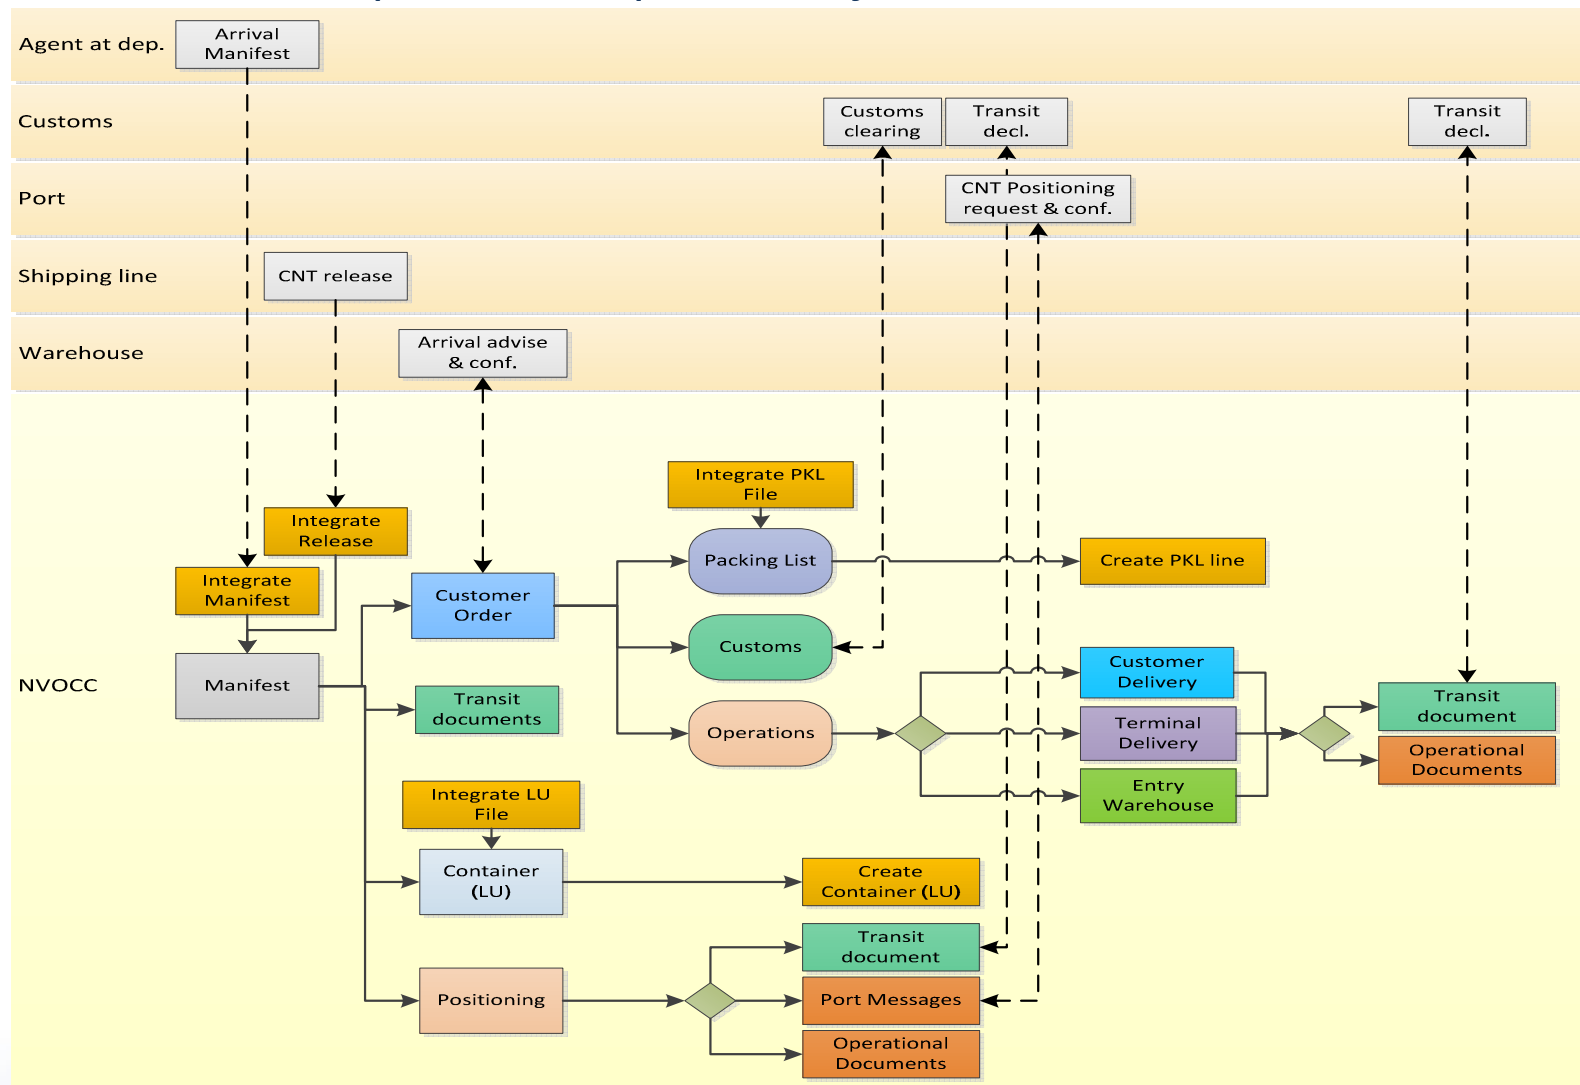 Agent at dep.
Arrival
Manifest
Customs
Customs
clearing
Transit
decl.
Transit
decl.
Port
CNT Positioning
request & conf.
Shipping line
CNT release
Warehouse
Arrival advise
& conf.
NVOCC
Integrate PKL
File
Integrate
Release
Integrate
Manifest
Packing List
Create PKL line
Customer
Order
Customs
Manifest
Transit
documents
Operations
Customer
Delivery
Terminal
Delivery
Entry
Warehouse
Transit
document
Operational
Documents
Integrate LU
File
Container
(LU)
Create
Container (LU)
Positioning
Transit
document
Port Messages
Operational
Documents